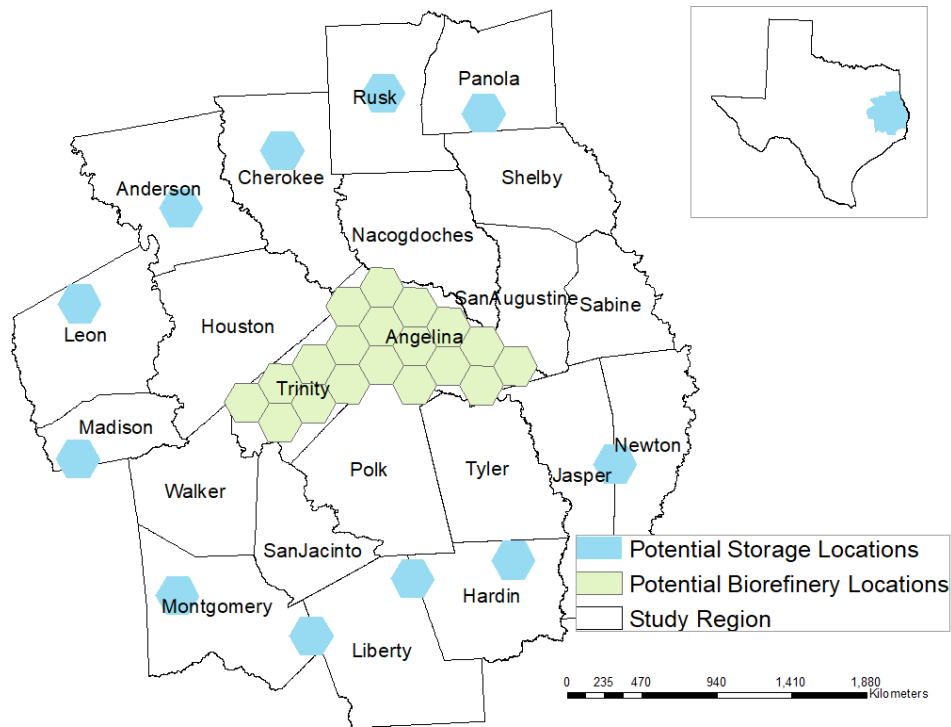 Panola
Rusk
Shelby
Cherokee
Anderson
Nacogdoches
SanAugustine
Sabine
Houston
Leon
Angelina
Trinity
Madison
Newton
Polk
Tyler
Jasper
Walker
SanJacinto
Hardin
Montgomery
Liberty
Potential Storage Locations
Potential Biorefinery Locations
Study Region
0 235 470 940 1,410 1,880
Kilometers